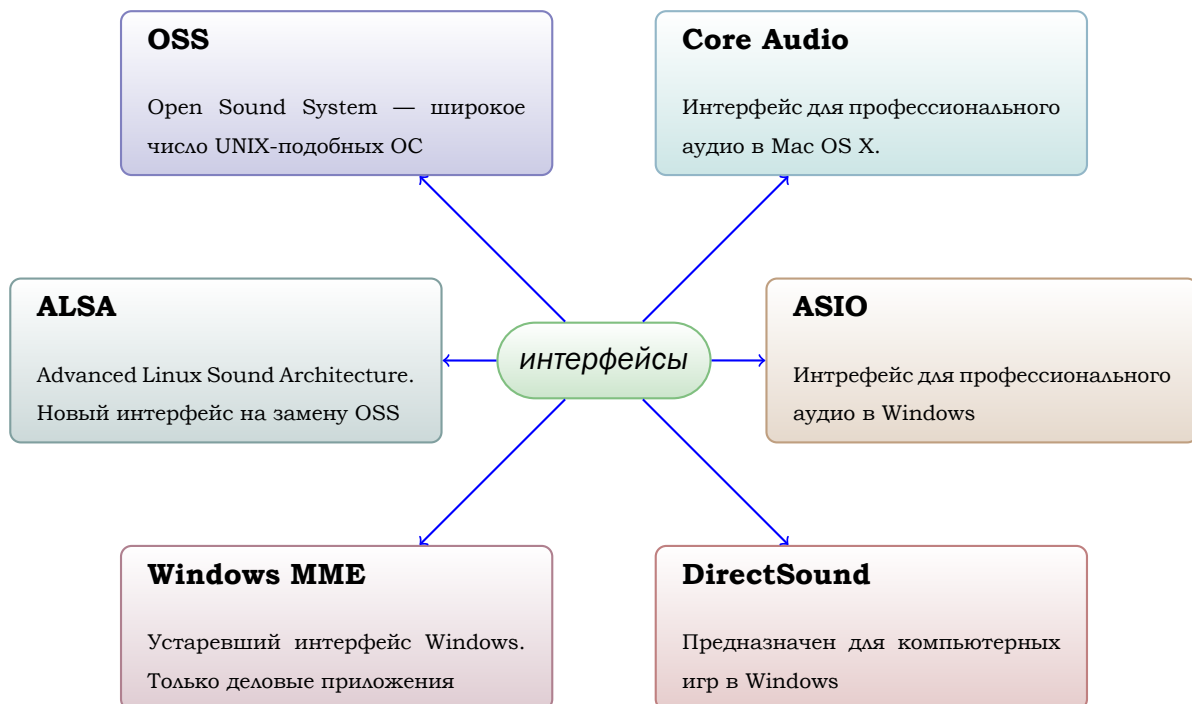 OSS
Open Sound System — широкое
число UNIX-подобных ОС
Core Audio
Интерфейс для профессионального
аудио в Mac OS X.
ALSA
Advanced Linux Sound Architecture.
Новый интерфейс на замену OSS
интерфейсы
ASIO
Интрефейс для профессионального
аудио в Windows
Windows MME
Устаревший интерфейс Windows.
Только деловые приложения
DirectSound
Предназначен для компьютерных
игр в Windows